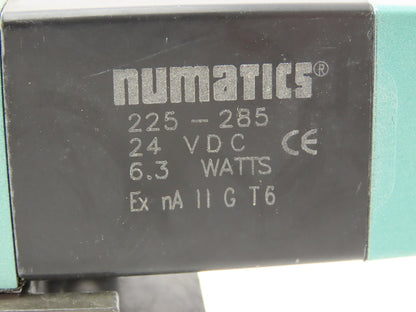 numatics®
225-285
24 VDC CE
6.3 WATTS
Ex nA II G T6